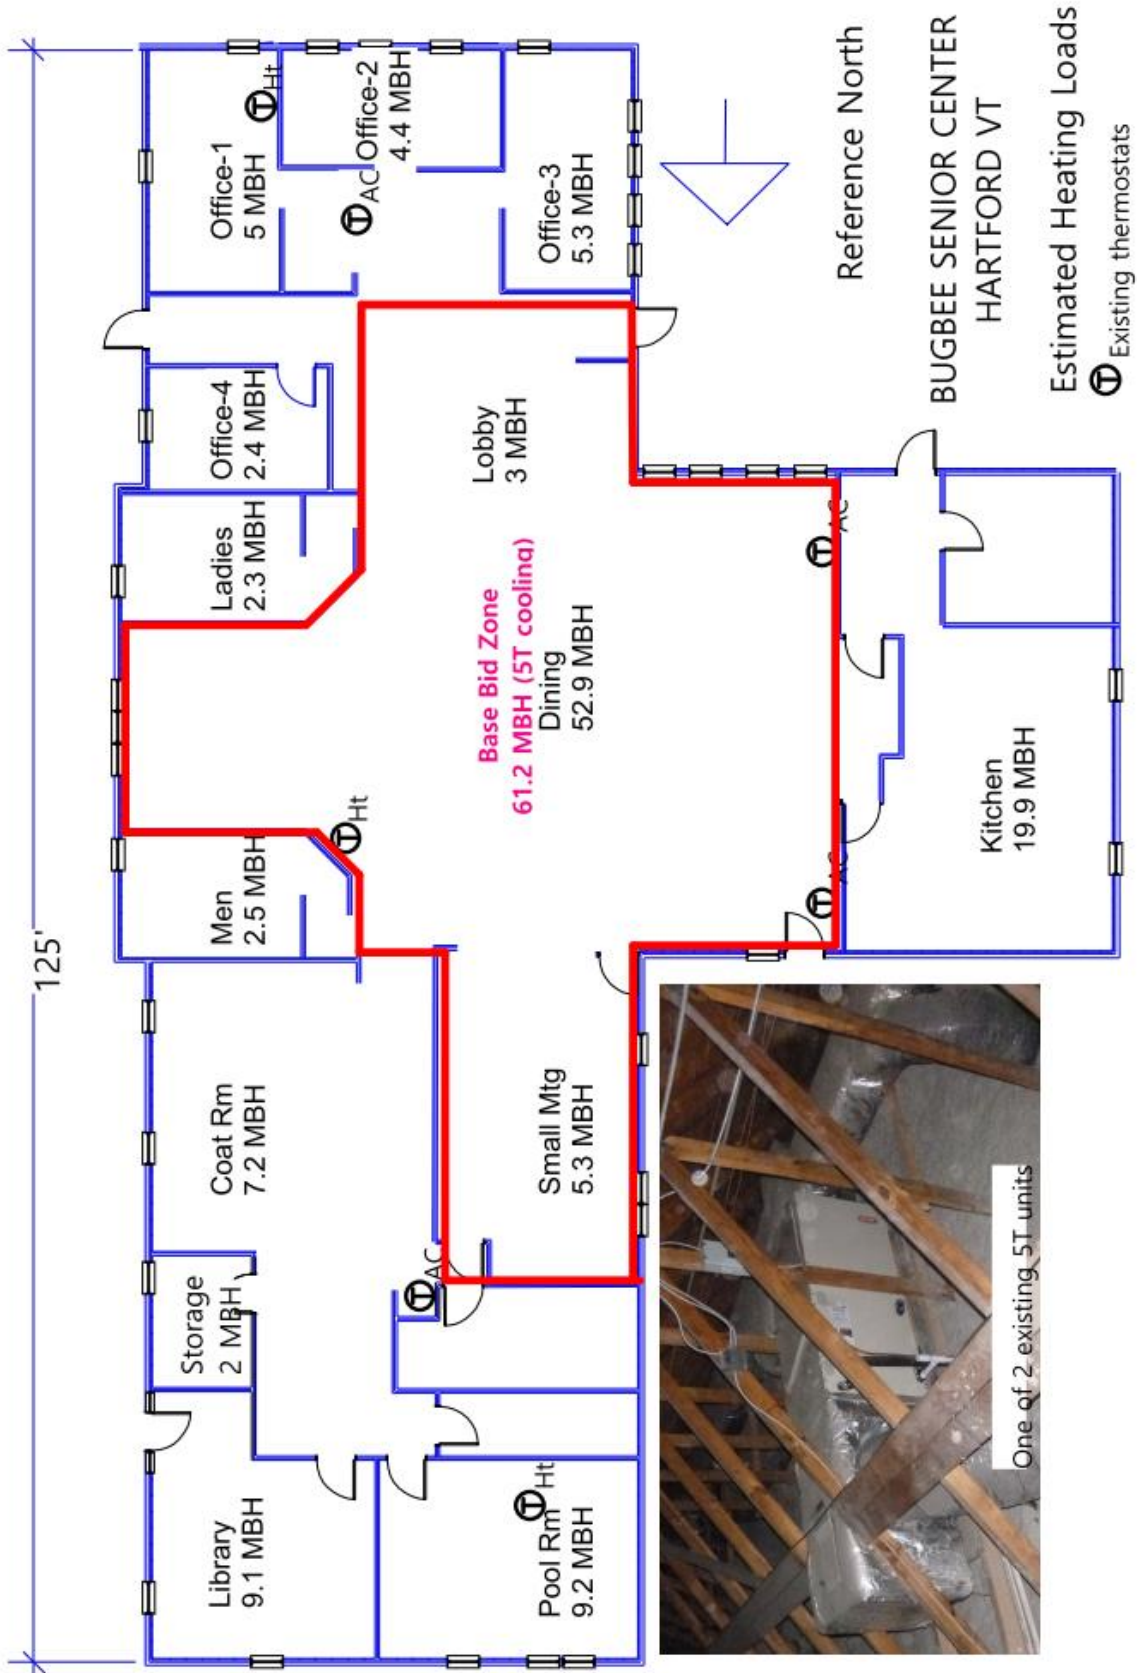 125'
Library
9.1 MBH
Storage
2 MBH
Coat Rm
7.2 MBH
Men
2.5 MBH
Ladies
2.3 MBH
Office-4
2.4 MBH
Office-1
5 MBH
Ht
Office-2
4.4 MBH
T AC
Office-3
5.3 MBH
Lobby
3 MBH
T Ht
Base Bid Zone
61.2 MBH (5T cooling)
Dining
52.9 MBH
T AC
T AC
T AC
Small Mtg
5.3 MBH
Pool Rm
T Ht
9.2 MBH
Kitchen
19.9 MBH
One of 2 existing 5T units
Reference North
BUGBEE SENIOR CENTER
HARTFORD VT
Estimated Heating Loads
T Existing thermostats